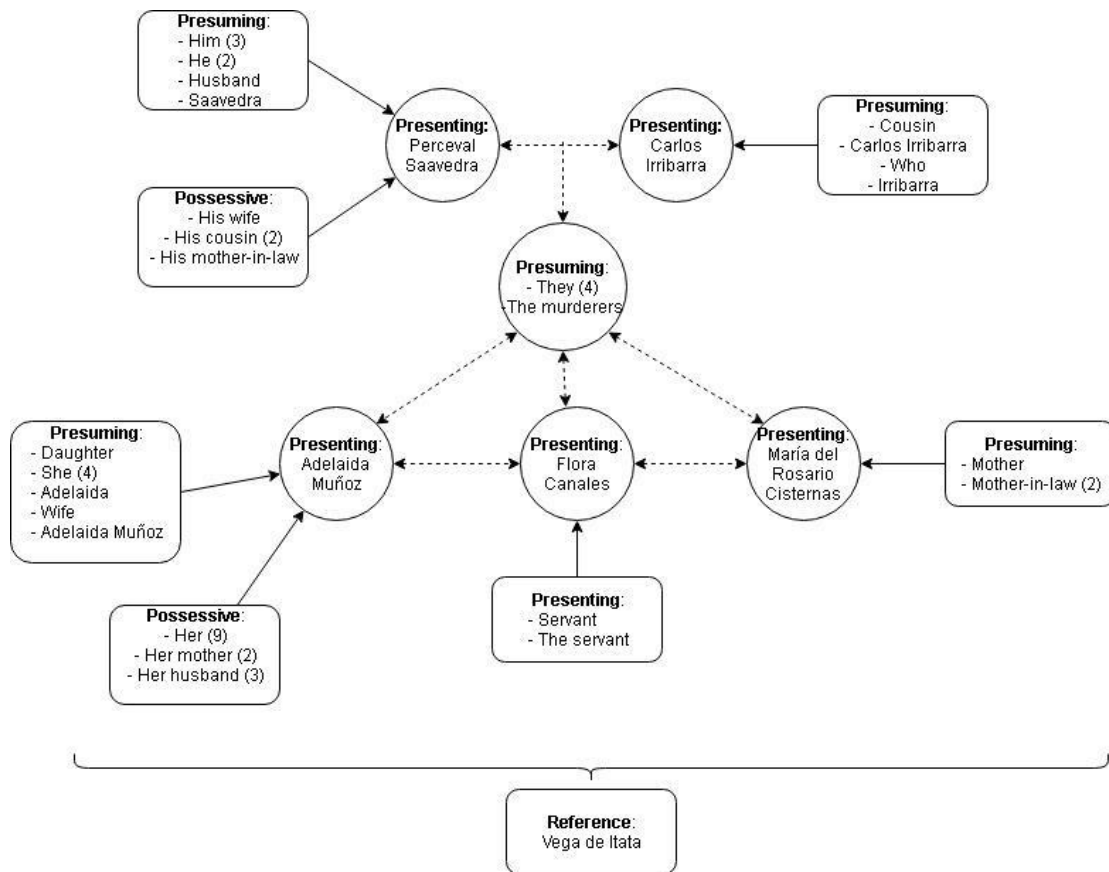 Presuming:
- Him (3)
- He (2)
- Husband
- Saavedra
Presenting:
Perceval
Saavedra
Presenting:
Carlos
Irribarra
Presuming:
- Cousin
- Carlos Irribarra
- Who
- Irribarra
Possessive:
- His wife
- His cousin (2)
- His mother-in-law
Presuming:
- They (4)
-The murderers
Presuming:
- Daughter
- She (4)
- Adelaida
- Wife
- Adelaida Muñoz
Presenting:
Adelaida
Muñoz
Presenting:
Flora
Canales
Presenting:
María del
Rosario
Cisternas
Presuming:
- Mother
- Mother-in-law (2)
Possessive:
- Her (9)
- Her mother (2)
- Her husband (3)
Presenting:
- Servant
- The servant
Reference:
Vega de Itata